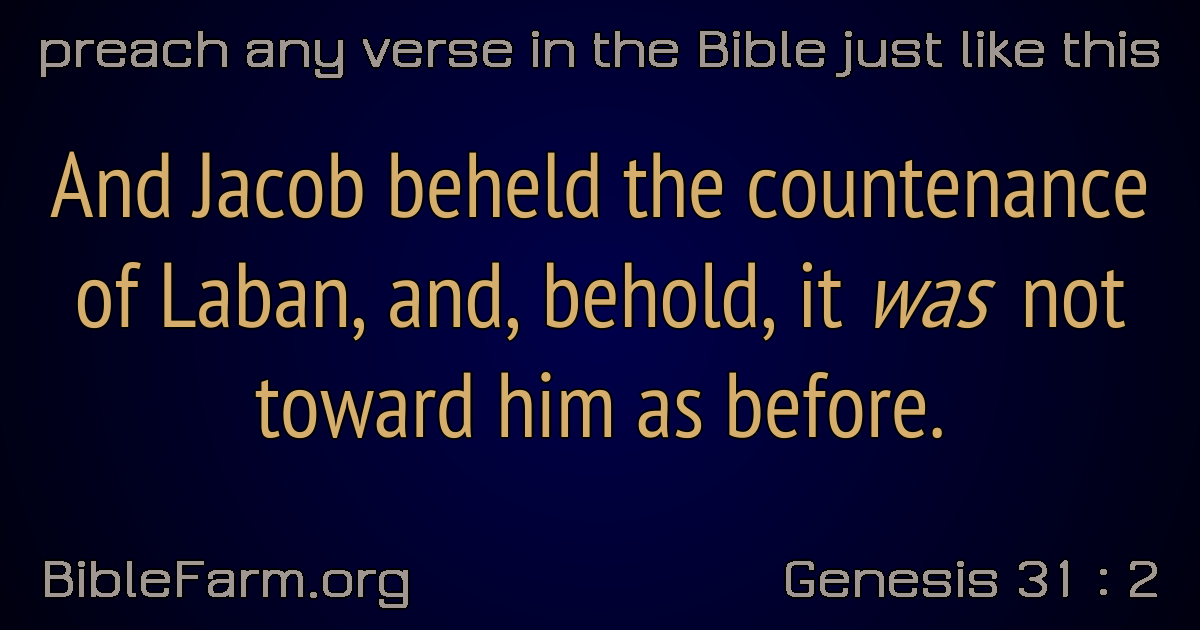 preach any verse in the Bible just like this
And Jacob beheld the countenance
of Laban, and, behold, it was not
toward him as before.
BibleFarm.org
Genesis 31 : 2